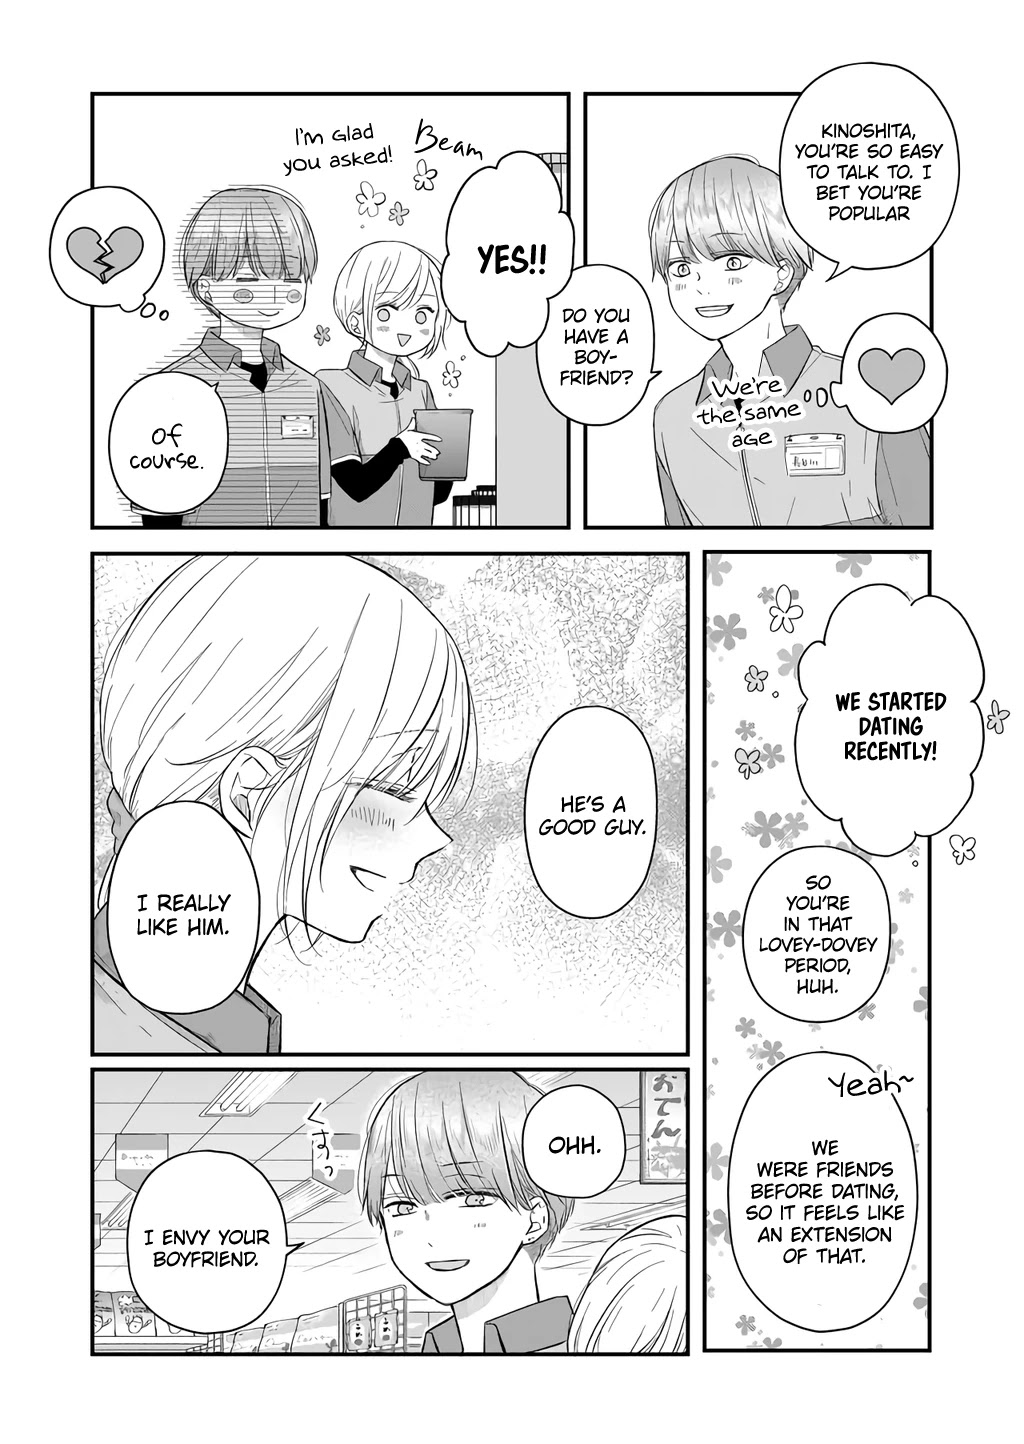 KINOSHITA,
YOU'RE SO EASY
TO TALK TO. I
BET YOU'RE
POPULAR
We're
the same
age
DO YOU
HAVE A
BOY-
FRIEND?
YES!!
Beam
I'm glad
you asked!
Of
course.
WE STARTED
DATING
RECENTLY!
SO
YOU'RE
IN THAT
LOVEY-DOVEY
PERIOD,
HUH.
Yeah~
WE
WERE FRIENDS
BEFORE DATING,
SO IT FEELS LIKE
AN EXTENSION
OF THAT.
HE'S A
GOOD GUY.
I REALLY
LIKE HIM.
おでん
OHH.
くすっ
I ENVY YOUR
BOYFRIEND.